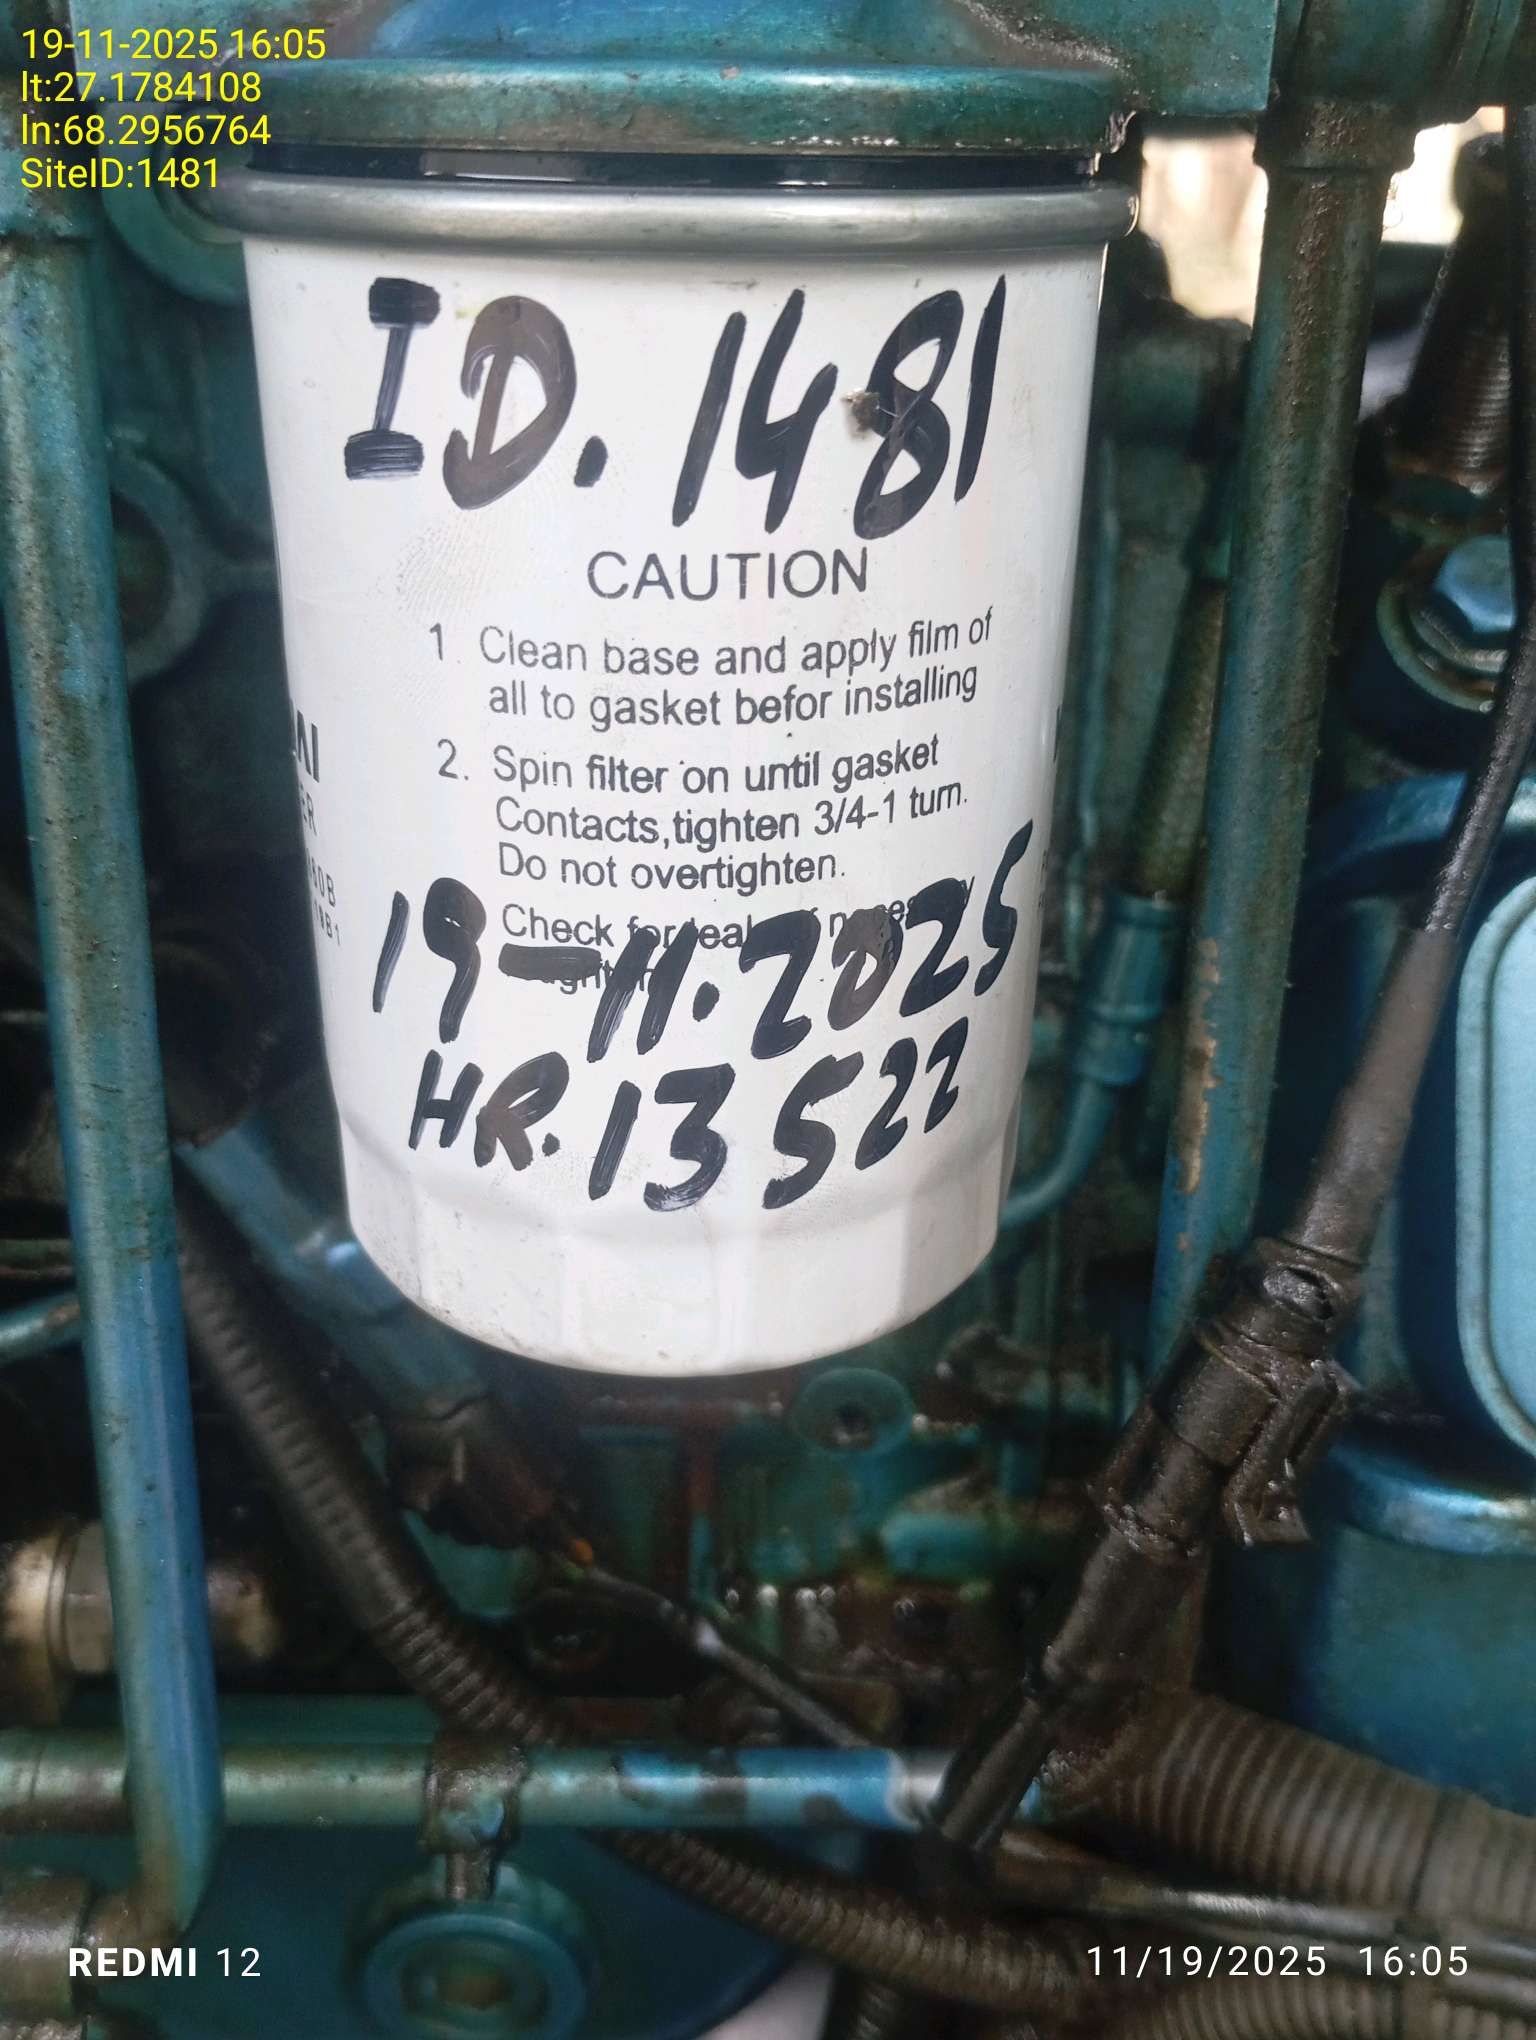 19-11-2025 16:05
lt:27.1784108
ln:68.2956764
SiteID:1481
ID. 1481
CAUTION
1 Clean base and apply film of
all to gasket befor installing
2. Spin filter on until gasket
Contacts,tighten 3/4-1 turn.
Do not overtighten.
Check for
19-11.2025
HR. 13522
REDMI 12
11/19/2025 16:05